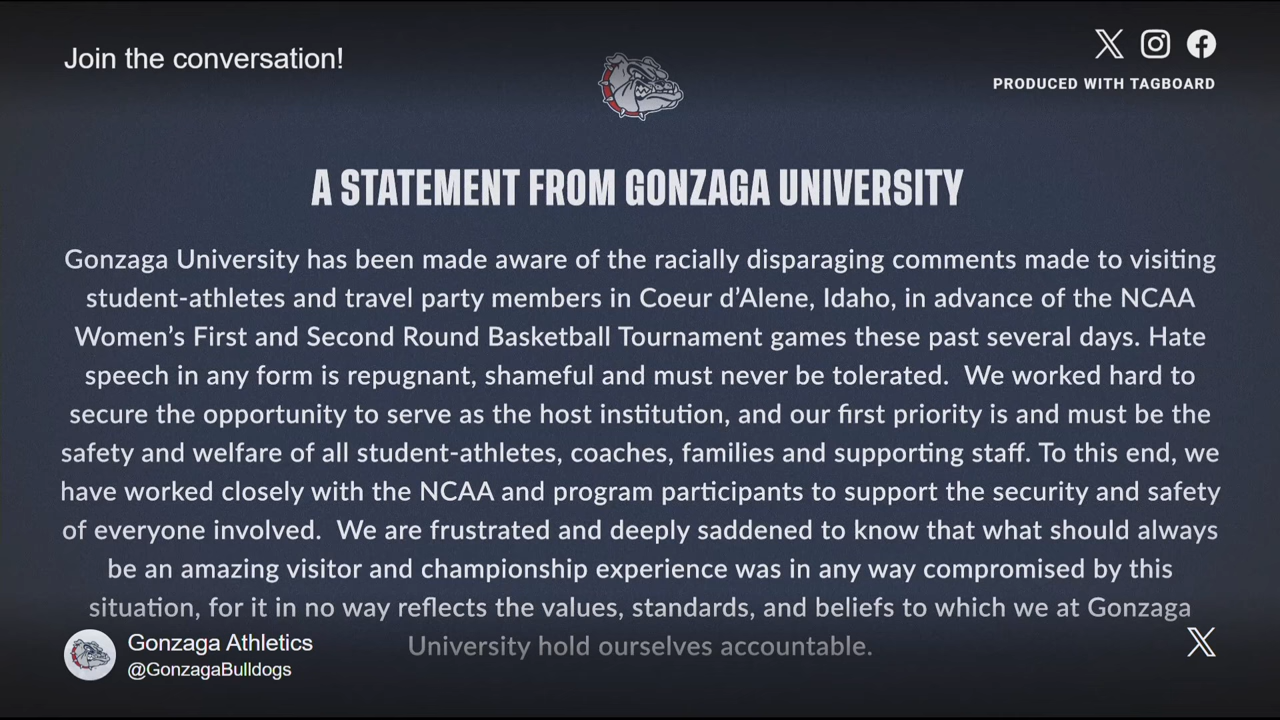 Join the conversation!
PRODUCED WITH TAGBOARD
A STATEMENT FROM GONZAGA UNIVERSITY
Gonzaga University has been made aware of the racially disparaging comments made to visiting
student-athletes and travel party members in Coeur d’Alene, Idaho, in advance of the NCAA
Women’s First and Second Round Basketball Tournament games these past several days. Hate
speech in any form is repugnant, shameful and must never be tolerated.  We worked hard to
secure the opportunity to serve as the host institution, and our first priority is and must be the
safety and welfare of all student-athletes, coaches, families and supporting staff. To this end, we
have worked closely with the NCAA and program participants to support the security and safety
of everyone involved.  We are frustrated and deeply saddened to know that what should always
be an amazing visitor and championship experience was in any way compromised by this
situation, for it in no way reflects the values, standards, and beliefs to which we at Gonzaga
University hold ourselves accountable.
Gonzaga Athletics
@GonzagaBulldogs